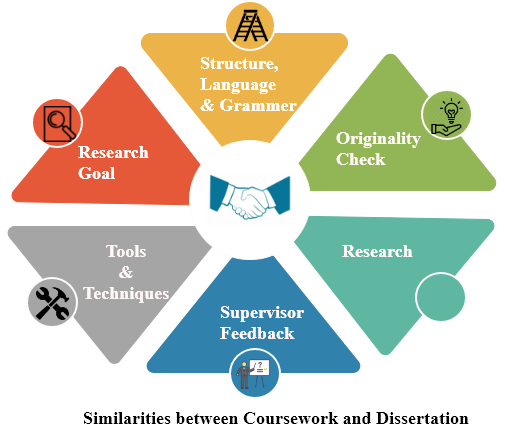 Structure,
Language
& Grammer
Originality
Check
Research
Goal
Research
Tools
&
Techniques
Supervisor
Feedback
?
Similarities between Coursework and Dissertation